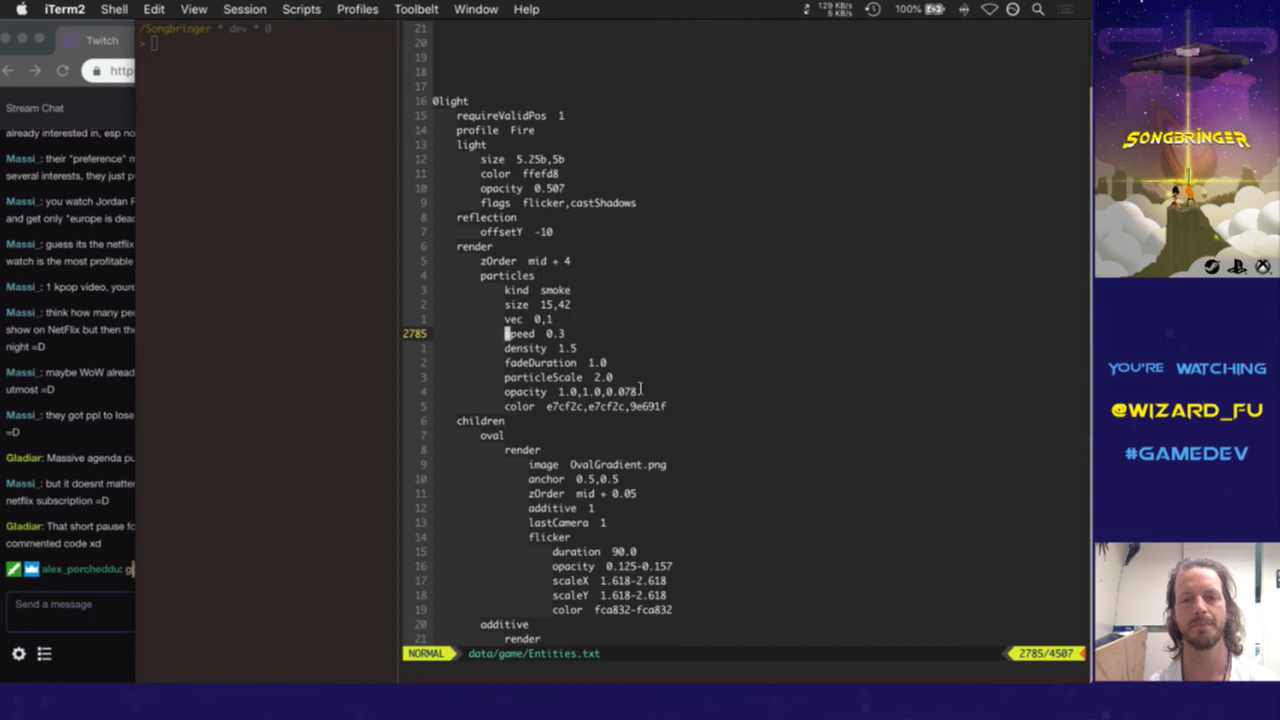 iTerm2 Shell Edit View Session Scripts Profiles Toolbelt Window Help
129 KB/s
5 KB/s
100%
Twitch
http
Stream Chat
already interested in, esp no
Massi_: their "preference" m
several interests, they just p
Massi_: you watch Jordan P
and get only "europe is dea
Massi_: guess its the netflix
watch is the most profitable
Massi_: 1 kpop video, youre
Massi_: think how many peo
show on NetFlix but then the
night =D
Massi_: maybe WoW alread
utmost =D
Massi_: they got ppl to lose
=D
Gladiar: Massive agenda pu
Massi_: but it doesnt matter
netflix subscription =D
Gladiar: That short pause fo
commented code xd
alex_porcheddu: g
Send a message
/Songbringer * dev * 0
>
21
20
19
18
17
16 @light
15 requireValidPos 1
14 profile Fire
13 light
12 size 5.25b,5b
11 color ffefd8
10 opacity 0.507
9 flags flicker,castShadows
8 reflection
7 offsetY -10
6 render
5 zOrder mid + 4
4 particles
3 kind smoke
2 size 15,42
1 vec 0,1
2785 speed 0.3
1 density 1.5
2 fadeDuration 1.0
3 particleScale 2.0
4 opacity 1.0,1.0,0.078
5 color e7cf2c,e7cf2c,9e691f
6 children
7 oval
8 render
9 image OvalGradient.png
10 anchor 0.5,0.5
11 zOrder mid + 0.05
12 additive 1
13 lastCamera 1
14 flicker
15 duration 90.0
16 opacity 0.125-0.157
17 scaleX 1.618-2.618
18 scaleY 1.618-2.618
19 color fca832-fca832
20 additive
21 render
NORMAL data/game/Entities.txt 2785/4507
SONGBRINGER
YOU'RE WATCHING
@WIZARD_FU
#GAMEDEV